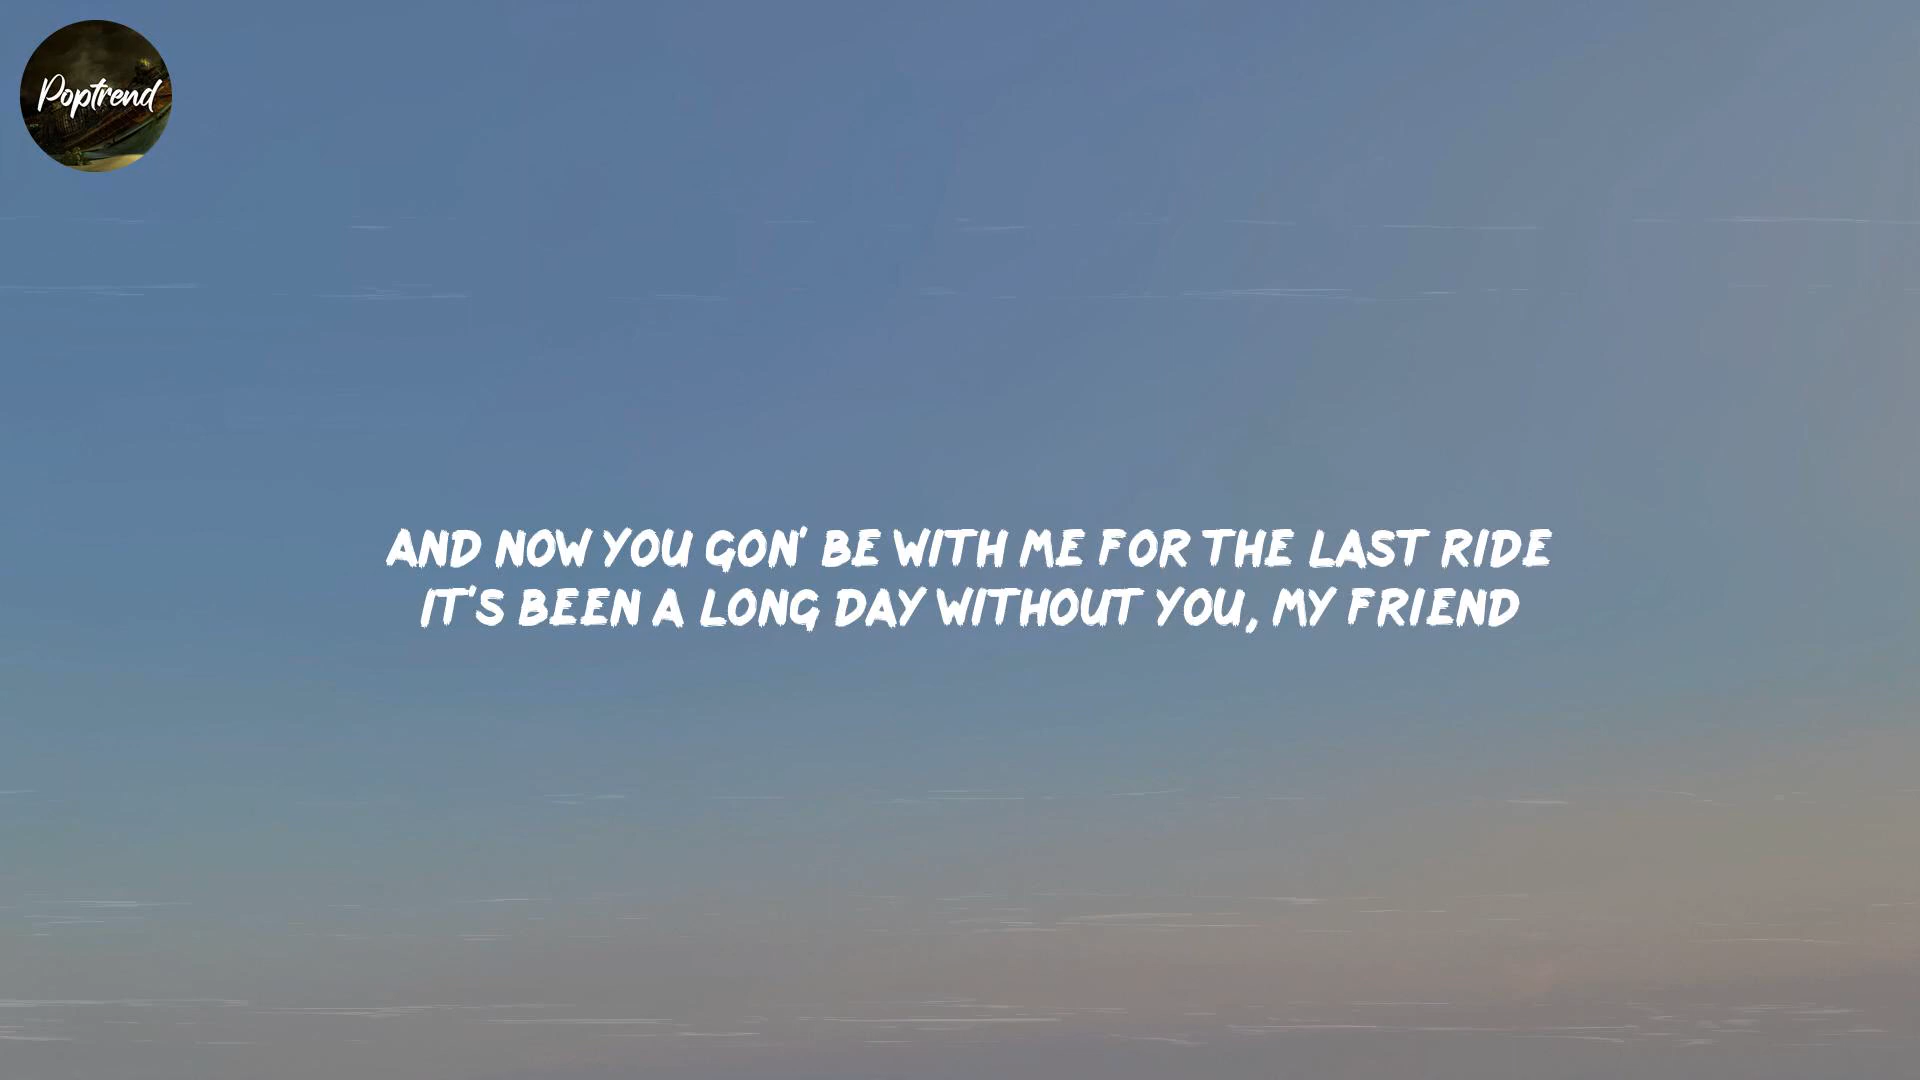 Poptrend
AND NOW YOU GON' BE WITH ME FOR THE LAST RIDE
IT'S BEEN A LONG DAY WITHOUT YOU, MY FRIEND